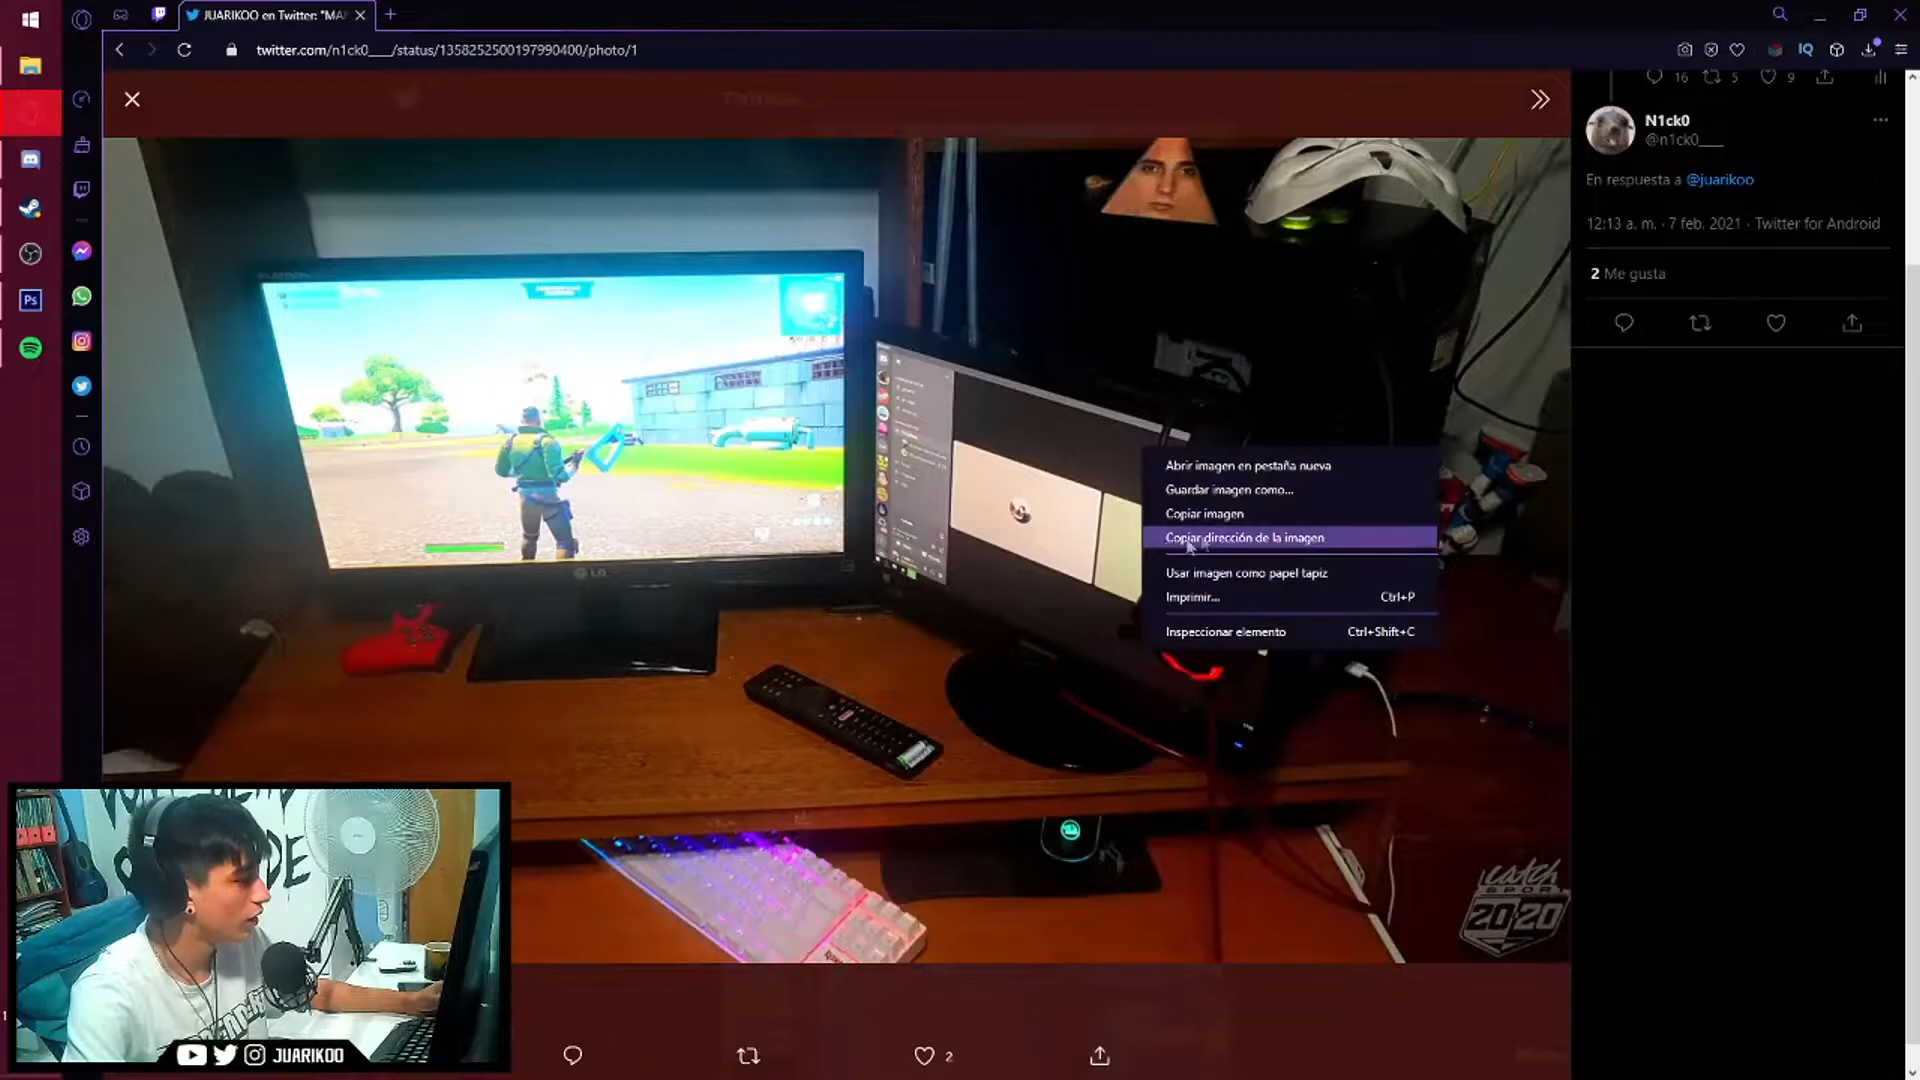 JUARIKOO en Twitter: "MA
twitter.com/n1ck0___/status/1358252500197990400/photo/1
16
5
9
N1ck0
@n1ck0___
En respuesta a @juarikoo
12:13 a. m. · 7 feb. 2021 · Twitter for Android
2 Me gusta
Abrir imagen en pestaña nueva
Guardar imagen como...
Copiar imagen
Copiar dirección de la imagen
Usar imagen como papel tapiz
Imprimir... Ctrl+P
Inspeccionar elemento Ctrl+Shift+C
Ps
IQ
LG
catch
2020
JUARIKOO
2